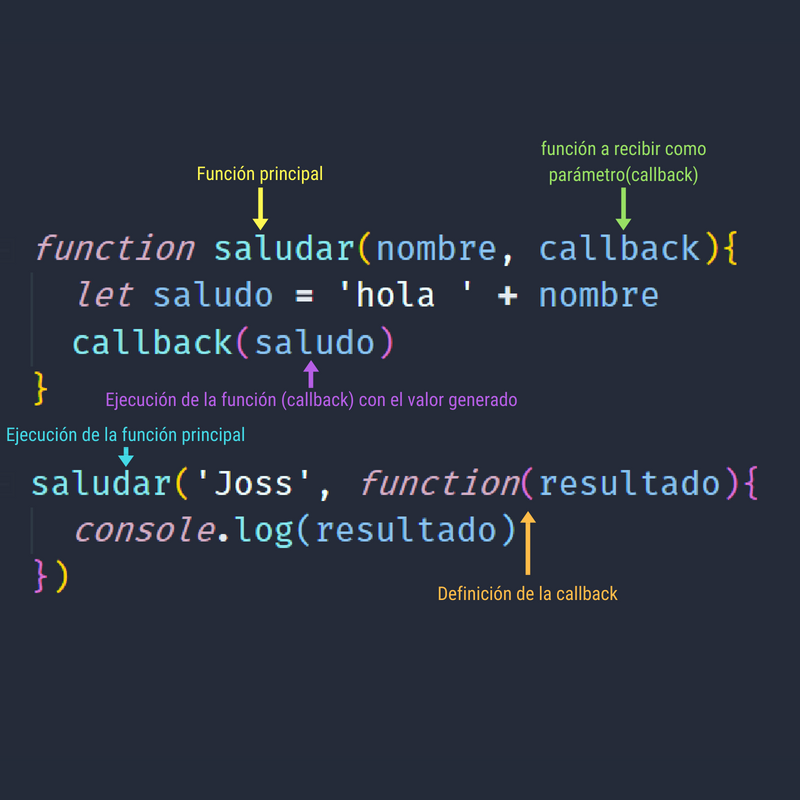 función a recibir como
parámetro(callback)
Función principal
function saludar(nombre, callback){
let saludo = 'hola ' + nombre
callback(saludo)
}
Ejecución de la función (callback) con el valor generado
Ejecución de la función principal
saludar('Joss', function(resultado){
console.log(resultado)
})
Definición de la callback